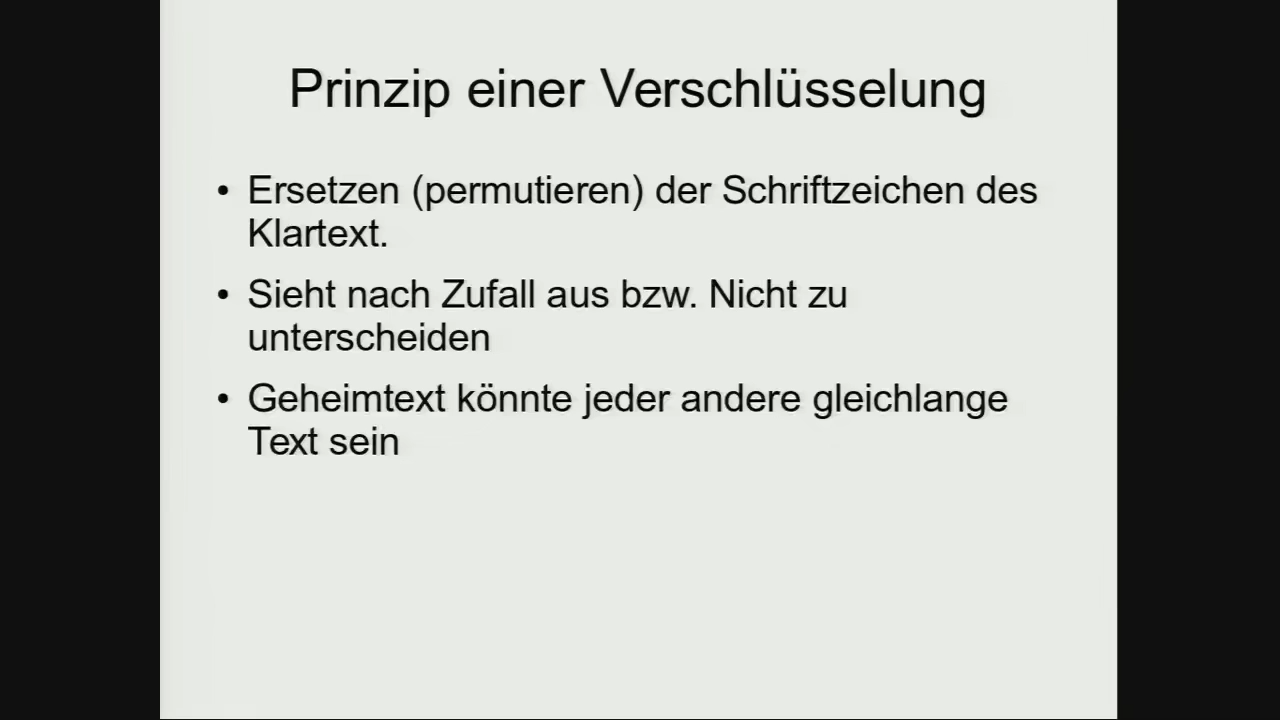 Prinzip einer Verschlüsselung
• Ersetzen (permutieren) der Schriftzeichen des
Klartext.
• Sieht nach Zufall aus bzw. Nicht zu
unterscheiden
• Geheimtext könnte jeder andere gleichlange
Text sein